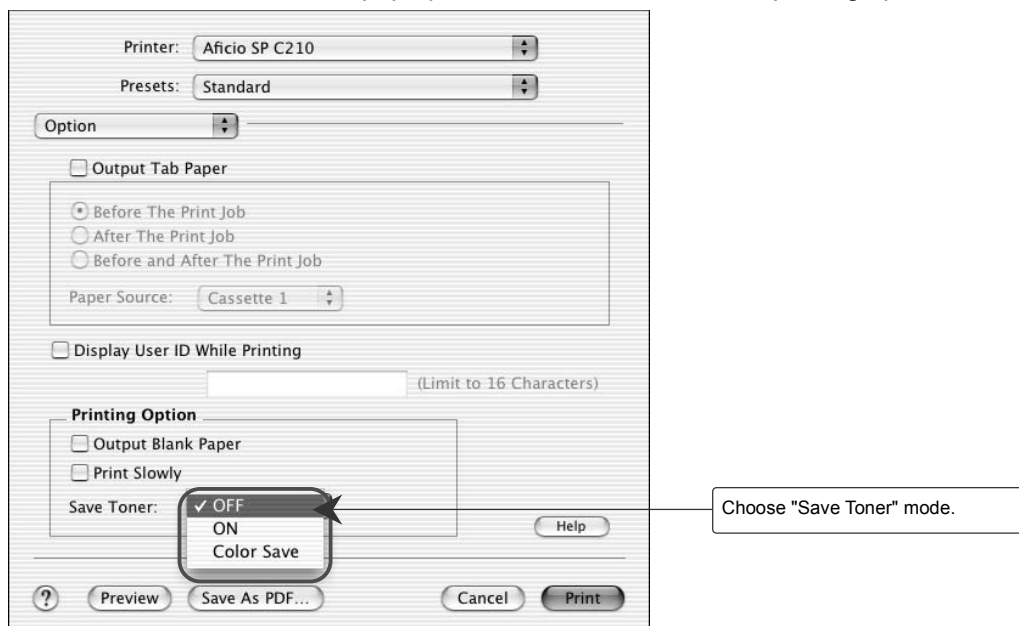 Printer: Aficio SP C210
Presets: Standard
Option
Output Tab Paper
Before The Print Job
After The Print Job
Before and After The Print Job
Paper Source: Cassette 1
Display User ID While Printing
(Limit to 16 Characters)
Printing Option
Output Blank Paper
Print Slowly
Save Toner: ✓ OFF
ON
Color Save
Help
Choose "Save Toner" mode.
? Preview Save As PDF... Cancel Print